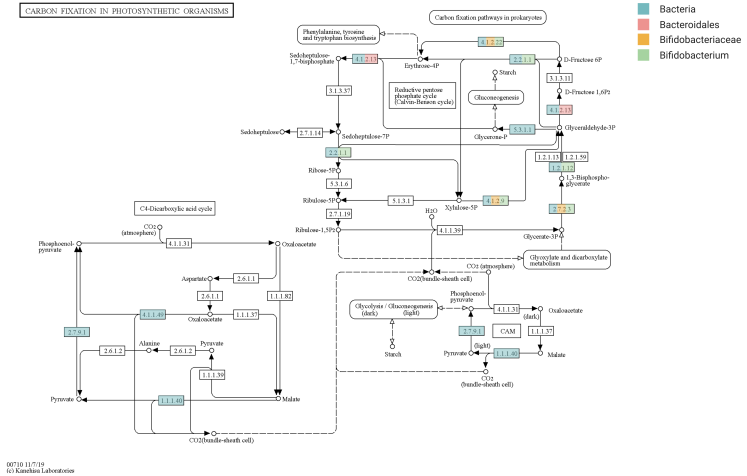 CARBON FIXATION IN PHOTOSYNTHETIC ORGANISMS
Bacteria
Bacteroidales
Bifidobacteriaceae
Bifidobacterium
Carbon fixation pathways in prokaryotes
Phenylalanine, tyrosine
and tryptophan biosynthesis
4.1.2.22
Sedoheptulose-
1,7-bisphosphate
4.1.2.13
Erythrose-4P
2.2.1.1
D-Fructose 6P
Starch
3.1.3.11
Reductive pentose
phosphate cycle
(Calvin-Benson cycle)
Gluconeogenesis
D-Fructose 1,6P2
3.1.3.37
4.1.2.13
Sedoheptulose
2.7.1.14
Sedoheptulose-7P
Glycerone-P
5.3.1.1
Glyceraldehyde-3P
2.2.1.1
1.2.1.13
1.2.1.59
Ribose-5P
1.2.1.12
5.3.1.6
1,3-Bisphospho-
glycerate
Ribulose-5P
5.1.3.1
Xylulose-5P
4.1.2.9
2.7.2.3
2.7.1.19
H2O
Ribulose-1,5P2
4.1.1.39
Glycerate-3P
Glyoxylate and dicarboxylate
metabolism
C4-Dicarboxylic acid cycle
CO2
(atmosphere)
Phosphoenol-
pyruvate
4.1.1.31
Oxaloacetate
Aspartate
2.6.1.1
2.6.1.1
1.1.1.82
4.1.1.49
Oxaloacetate
1.1.1.37
2.7.9.1
Alanine
Pyruvate
2.6.1.2
2.6.1.2
1.1.1.39
Pyruvate
1.1.1.40
Malate
CO2(bundle-sheath cell)
CO2(bundle-sheath cell)
CO2 (atmosphere)
Glycolysis / Gluconeogenesis
(dark)
(light)
Phosphoenol-
pyruvate
4.1.1.31
(dark)
Oxaloacetate
2.7.9.1
CAM
1.1.1.37
(light)
Starch
Pyruvate
1.1.1.40
Malate
CO2
(bundle-sheath cell)
00710 11/7/19
(c) Kanehisa Laboratories